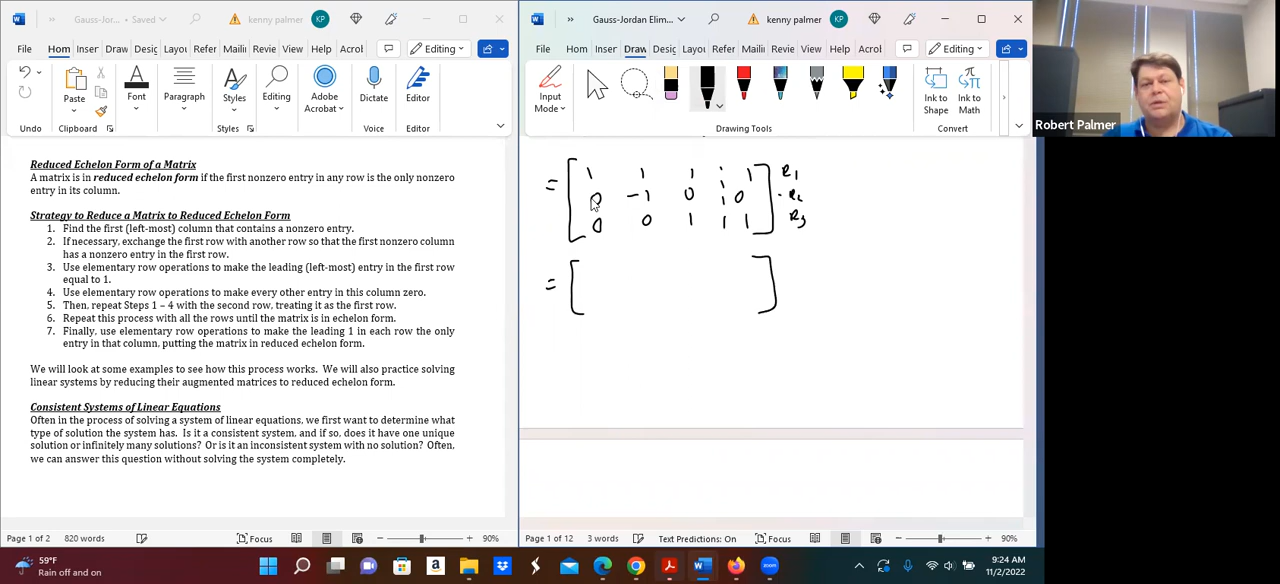 Gauss-Jor... - Saved
kenny palmer
KP
File Hom Inser Draw Desig Layou Refer Mailin Revie View Help Acrob
Editing
Paste
Font
Paragraph
Styles
Editing
Adobe Acrobat
Dictate
Editor
Undo
Clipboard
Styles
Voice
Editor
Reduced Echelon Form of a Matrix
A matrix is in reduced echelon form if the first nonzero entry in any row is the only nonzero
entry in its column.
Strategy to Reduce a Matrix to Reduced Echelon Form
1. Find the first (left-most) column that contains a nonzero entry.
2. If necessary, exchange the first row with another row so that the first nonzero column
has a nonzero entry in the first row.
3. Use elementary row operations to make the leading (left-most) entry in the first row
equal to 1.
4. Use elementary row operations to make every other entry in this column zero.
5. Then, repeat Steps 1 – 4 with the second row, treating it as the first row.
6. Repeat this process with all the rows until the matrix is in echelon form.
7. Finally, use elementary row operations to make the leading 1 in each row the only
entry in that column, putting the matrix in reduced echelon form.
We will look at some examples to see how this process works. We will also practice solving
linear systems by reducing their augmented matrices to reduced echelon form.
Consistent Systems of Linear Equations
Often in the process of solving a system of linear equations, we first want to determine what
type of solution the system has. Is it a consistent system, and if so, does it have one unique
solution or infinitely many solutions? Or is it an inconsistent system with no solution? Often,
we can answer this question without solving the system completely.
Page 1 of 2 820 words Focus 90%
Gauss-Jordan Elim...
kenny palmer
KP
File Hom Inser Draw Desig Layou Refer Mailin Revie View Help Acrob
Editing
Input Mode
Ink to Shape
Ink to Math
Drawing Tools
Convert
= [ 1 1 1 | 1 ] R1
0 -1 0 | 0 -R2
0 0 1 | 1 R3
= [ ]
Page 1 of 12 3 words Text Predictions: On Focus 90%
Robert Palmer
59°F
Rain off and on
zoom
9:24 AM
11/2/2022